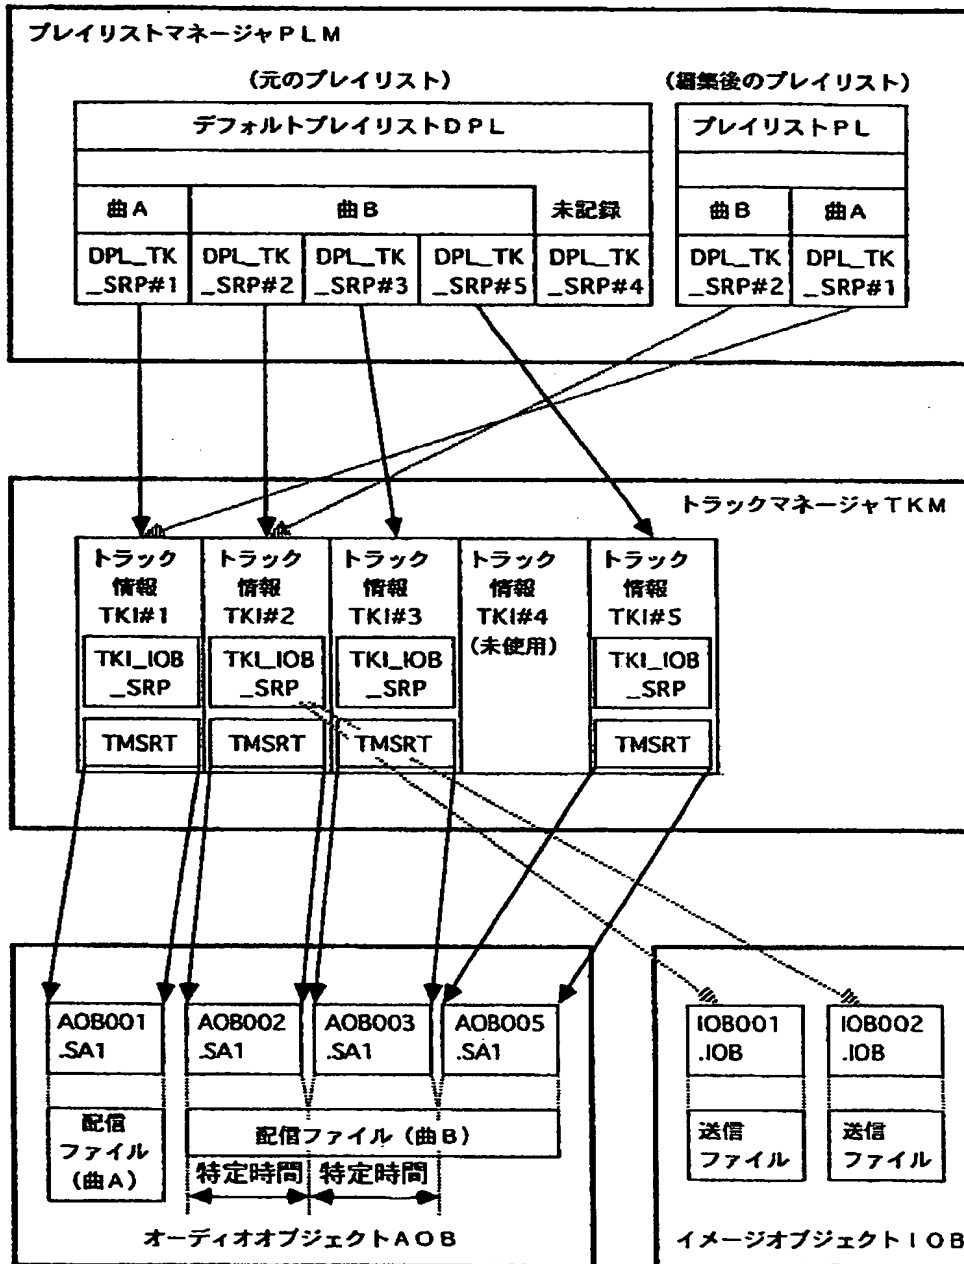 プレイリストマネージャPLM
(元のプレイリスト)
(編集後のプレイリスト)
デフォルトプレイリストDPL
プレイリストPL
曲A
曲B
未記録
曲B
曲A
DPL_TK
_SRP#1
DPL_TK
_SRP#2
DPL_TK
_SRP#3
DPL_TK
_SRP#5
DPL_TK
_SRP#4
DPL_TK
_SRP#2
DPL_TK
_SRP#1
トラックマネージャTKM
トラック
情報
TKI#1
トラック
情報
TKI#2
トラック
情報
TKI#3
トラック
情報
TKI#4
(未使用)
トラック
情報
TKI#5
TKI_IOB
_SRP
TKI_IOB
_SRP
TKI_IOB
_SRP
TKI_IOB
_SRP
TMSRT
TMSRT
TMSRT
TMSRT
AOB001
.SA1
AOB002
.SA1
AOB003
.SA1
AOB005
.SA1
IOB001
.IOB
IOB002
.IOB
配信
ファイル
(曲A)
配信ファイル(曲B)
特定時間
特定時間
送信
ファイル
送信
ファイル
オーディオオブジェクトAOB
イメージオブジェクトIOB